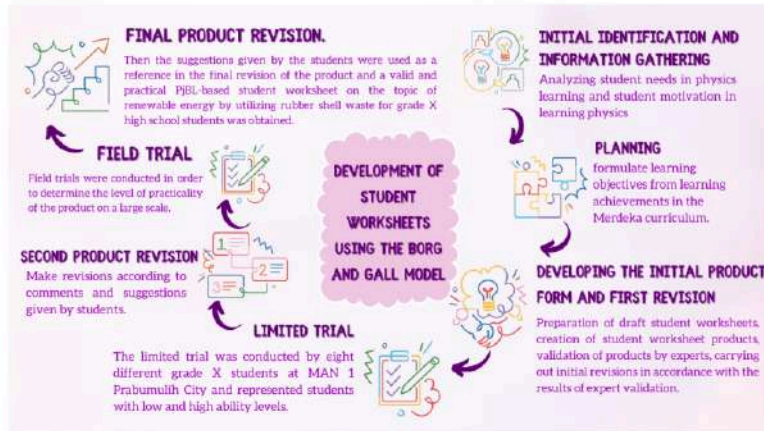 DEVELOPMENT OF
STUDENT
WORKSHEETS
USING THE BORG
AND GALL MODEL
INITIAL IDENTIFICATION AND
INFORMATION GATHERING
Analyzing student needs in physics
learning and student motivation in
learning physics
PLANNING
formulate learning
objectives from learning
achievements in the
Merdeka curriculum.
DEVELOPING THE INITIAL PRODUCT
FORM AND FIRST REVISION
Preparation of draft student worksheets,
creation of student worksheet products,
validation of products by experts, carrying
out initial revisions in accordance with the
results of expert validation.
LIMITED TRIAL
The limited trial was conducted by eight
different grade X students at MAN 1
Prabumulih City and represented students
with low and high ability levels.
SECOND PRODUCT REVISION
Make revisions according to
comments and suggestions
given by students.
1
2
3
FIELD TRIAL
Field trials were conducted in order
to determine the level of practicality
of the product on a large scale.
FINAL PRODUCT REVISION.
Then the suggestions given by the students were used as a
reference in the final revision of the product and a valid and
practical PjBL-based student worksheet on the topic of
renewable energy by utilizing rubber shell waste for grade X
high school students was obtained.